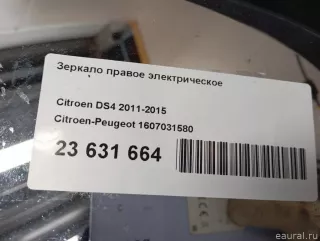 Зеркало правое электрическое
Citroen DS4 2011-2015
Citroen-Peugeot 1607031580
23 631 664
eaural.ru